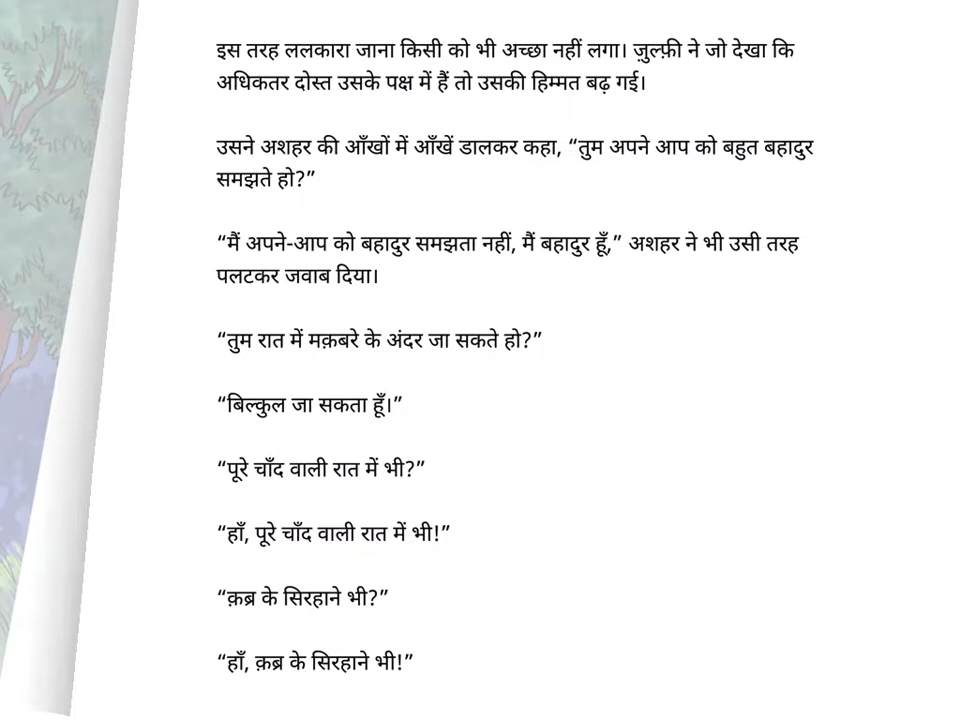 इस तरह ललकारा जाना किसी को भी अच्छा नहीं लगा। ज़ुल्फ़ी ने जो देखा कि
अधिकतर दोस्त उसके पक्ष में हैं तो उसकी हिम्मत बढ़ गई।
उसने अशहर की आँखों में आँखें डालकर कहा, “तुम अपने आप को बहुत बहादुर
समझते हो?”
“मैं अपने-आप को बहादुर समझता नहीं, मैं बहादुर हूँ,” अशहर ने भी उसी तरह
पलटकर जवाब दिया।
“तुम रात में मक़बरे के अंदर जा सकते हो?”
“बिल्कुल जा सकता हूँ।”
“पूरे चाँद वाली रात में भी?”
“हाँ, पूरे चाँद वाली रात में भी!”
“क़ब्र के सिरहाने भी?”
“हाँ, क़ब्र के सिरहाने भी!”